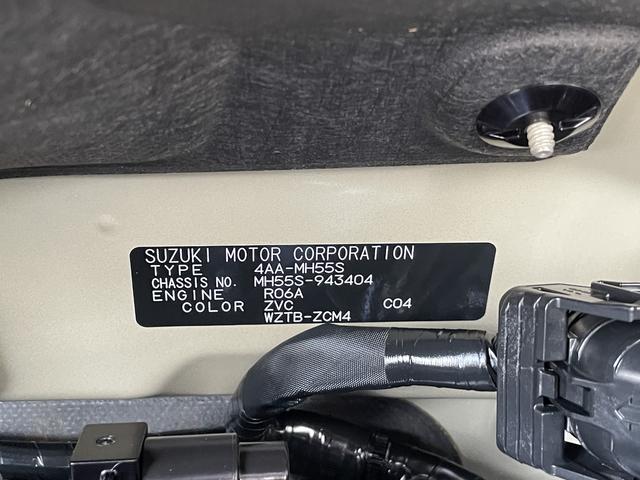 SUZUKI MOTOR CORPORATION
TYPE 4AA-MH55S
CHASSIS NO. MH55S-943404
ENGINE R06A
COLOR ZVC C04
WZTB-ZCM4